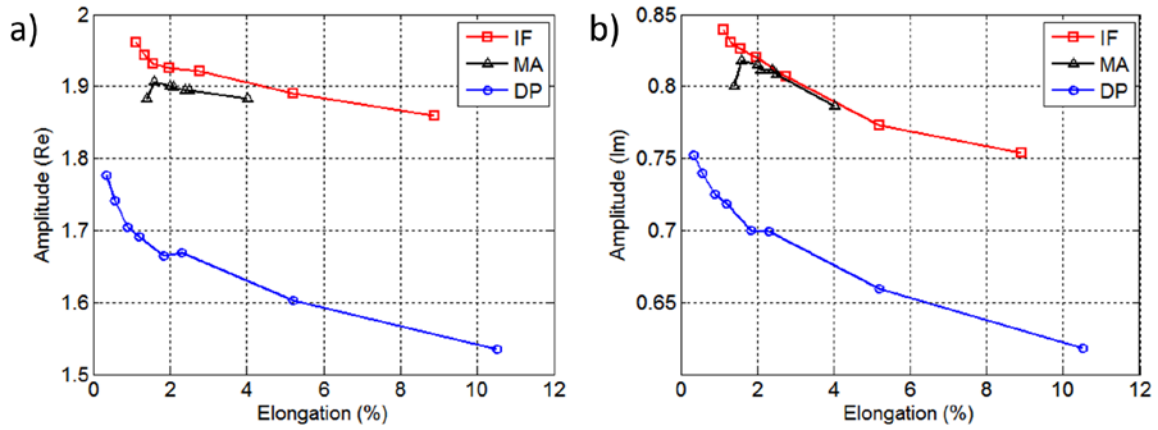 a)
2
1.9
1.8
1.7
1.6
1.5
Amplitude (Re)
0 2 4 6 8 10 12
Elongation (%)
IF
MA
DP
b)
0.85
0.8
0.75
0.7
0.65
Amplitude (Im)
0 2 4 6 8 10 12
Elongation (%)
IF
MA
DP